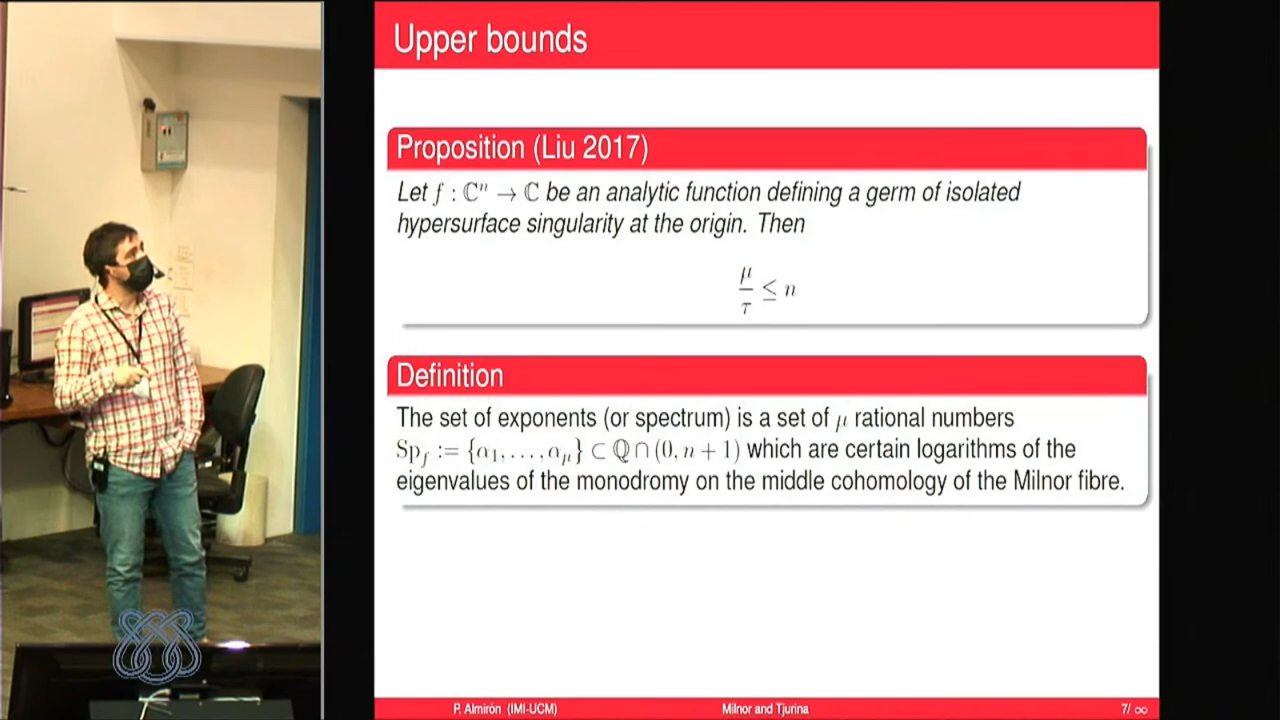 Upper bounds
Proposition (Liu 2017)
Let f : ℂⁿ → ℂ be an analytic function defining a germ of isolated
hypersurface singularity at the origin. Then
μ/τ ≤ n
Definition
The set of exponents (or spectrum) is a set of μ rational numbers
Sp_f := {α₁, . . . , α_μ} ⊂ ℚ ∩ (0, n + 1) which are certain logarithms of the
eigenvalues of the monodromy on the middle cohomology of the Milnor fibre.
P. Almirón (IMI-UCM) Milnor and Tjurina 7/ ∞